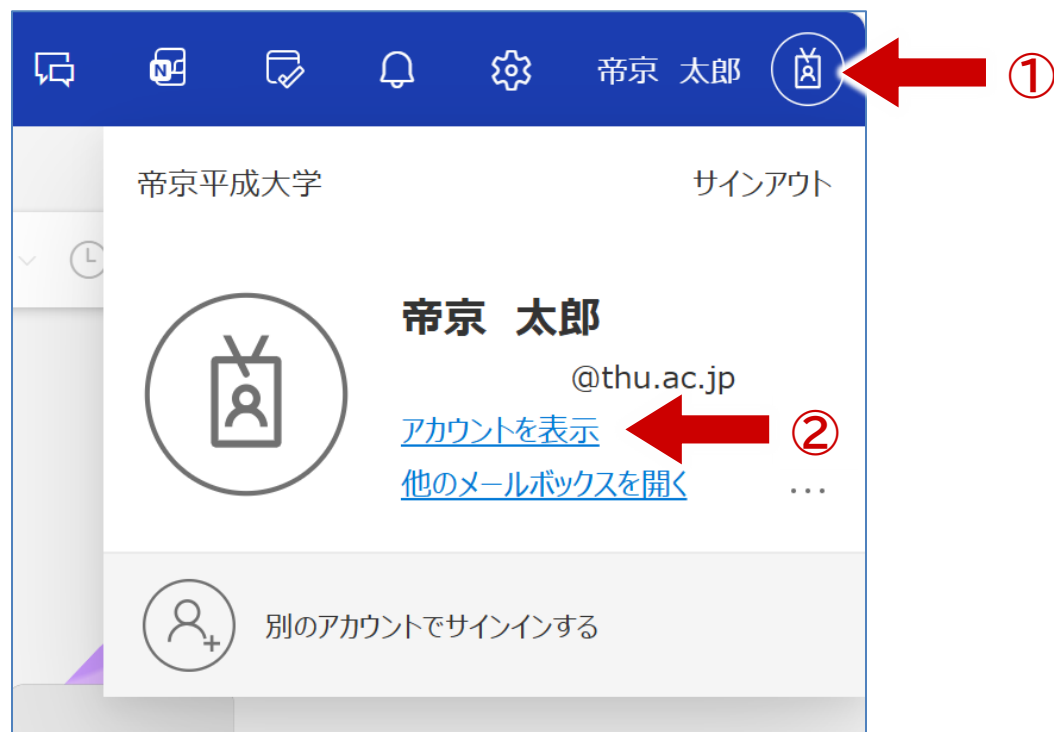 帝京 太郎
①
帝京平成大学 サインアウト
帝京 太郎
@thu.ac.jp
アカウントを表示
②
他のメールボックスを開く ...
別のアカウントでサインインする